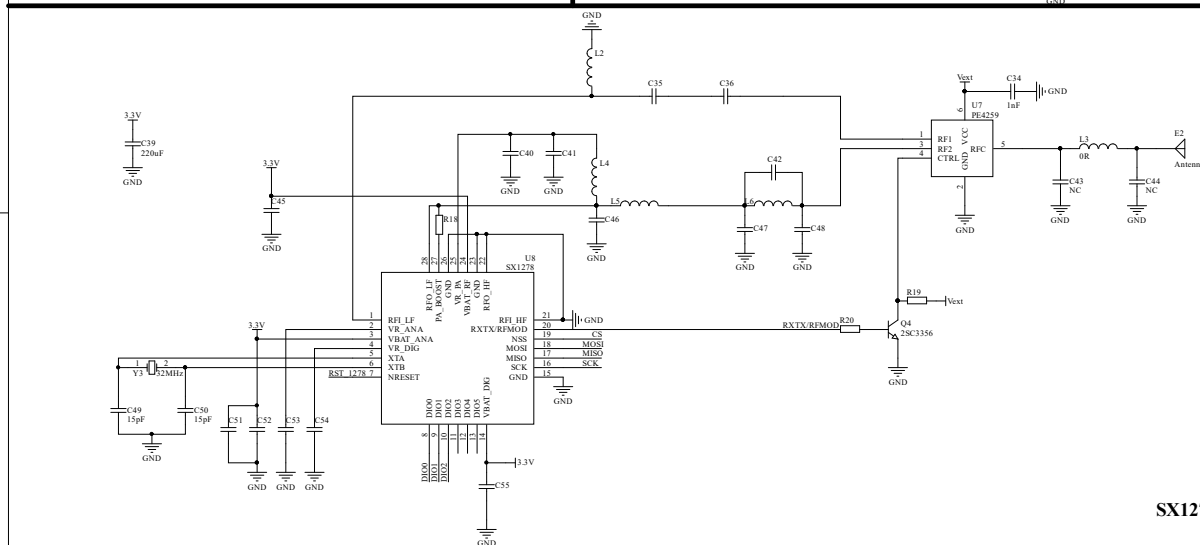 GND
GND
L2
C35
C36
Vext
C34
1nF
GND
6
U7
PE4259
VCC
1
RF1
3
RF2
4
CTRL
GND
RFC
5
2
GND
L3
0R
E2
Antenn
C43
NC
C44
NC
GND
GND
3.3V
C39
220uF
GND
3.3V
C45
GND
C40
C41
GND
GND
L4
C42
L5
L6
R18
C46
GND
C47
C48
GND
GND
U8
SX1278
28
27
26
25
24
23
22
RFO_LF
PA_BOOST
GND
VR_PA
VBAT_RF
GND
RFO_HF
1
RFI_LF
2
VR_ANA
3
VBAT_ANA
4
VR_DIG
5
XTA
6
XTB
RST_1278
7
NRESET
RFI_HF
21
GND
RXTX/RFMOD
20
NSS
19
CS
MOSI
18
MOSI
MISO
17
MISO
SCK
16
SCK
GND
15
GND
DIO0
DIO1
DIO2
DIO3
DIO4
DIO5
VBAT_DIG
8
9
10
11
12
13
14
DIO0
DIO1
DIO2
3.3V
C55
GND
RXTX/RFMOD
R20
R19
Vext
Q4
2SC3356
GND
3.3V
1
2
Y3
32MHz
C49
15pF
C50
15pF
GND
C51
C52
C53
C54
GND
GND
GND
SX127